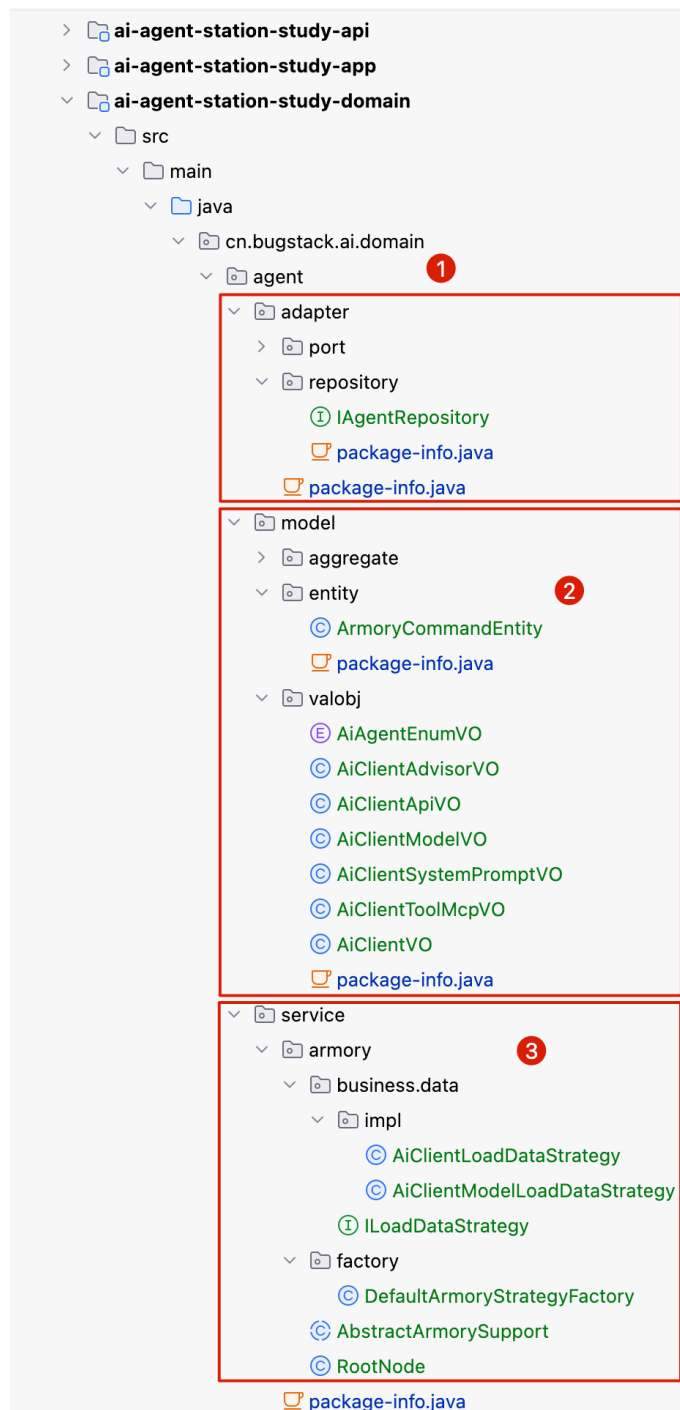 ai-agent-station-study-api
ai-agent-station-study-app
ai-agent-station-study-domain
src
main
java
cn.bugstack.ai.domain
agent
1
adapter
port
repository
I IAgentRepository
package-info.java
package-info.java
model
aggregate
entity
2
C ArmoryCommandEntity
package-info.java
valobj
E AiAgentEnumVO
C AiClientAdvisorVO
C AiClientApiVO
C AiClientModelVO
C AiClientSystemPromptVO
C AiClientToolMcpVO
C AiClientVO
package-info.java
service
armory
3
business.data
impl
C AiClientLoadDataStrategy
C AiClientModelLoadDataStrategy
I ILoadDataStrategy
factory
C DefaultArmoryStrategyFactory
C AbstractArmorySupport
C RootNode
package-info.java